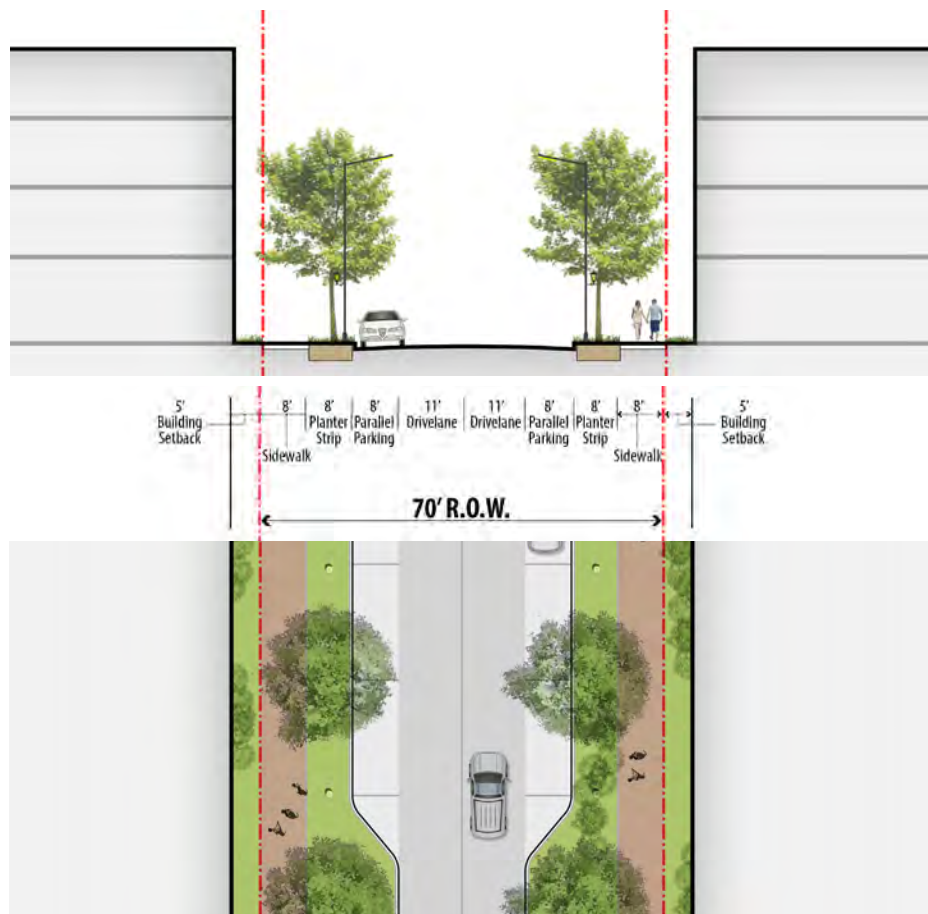 5'
Building
Setback
8'
Sidewalk
8'
Planter
Strip
8'
Parallel
Parking
11'
Drivelane
11'
Drivelane
8'
Parallel
Parking
8'
Planter
Strip
8'
Sidewalk
5'
Building
Setback
70' R.O.W.